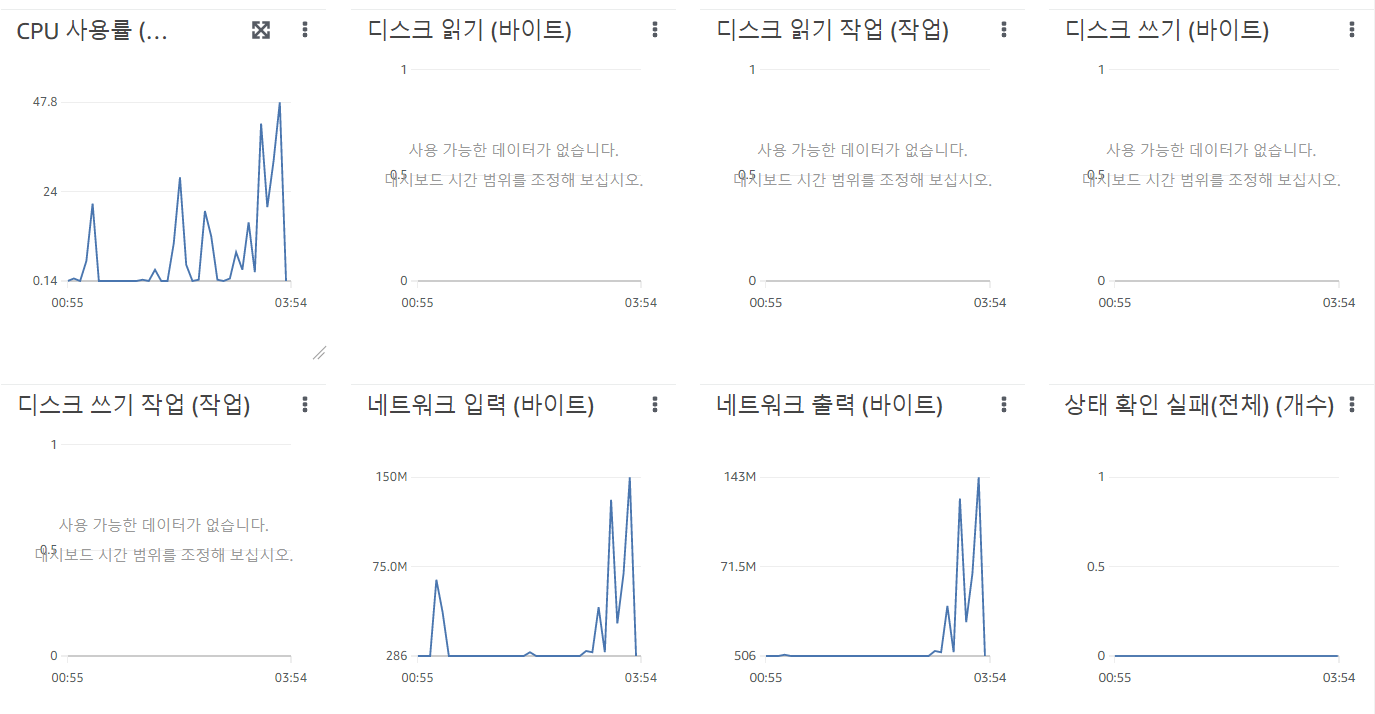 CPU 사용률 (...
디스크 읽기 (바이트)
디스크 읽기 작업 (작업)
디스크 쓰기 (바이트)
47.8
24
0.14
00:55
03:54
1
사용 가능한 데이터가 없습니다.
0.5
대시보드 시간 범위를 조정해 보십시오.
0
00:55
03:54
1
사용 가능한 데이터가 없습니다.
0.5
대시보드 시간 범위를 조정해 보십시오.
0
00:55
03:54
1
사용 가능한 데이터가 없습니다.
0.5
대시보드 시간 범위를 조정해 보십시오.
0
00:55
03:54
디스크 쓰기 작업 (작업)
네트워크 입력 (바이트)
네트워크 출력 (바이트)
상태 확인 실패(전체) (개수)
1
사용 가능한 데이터가 없습니다.
0.5
대시보드 시간 범위를 조정해 보십시오.
0
00:55
03:54
150M
75.0M
286
00:55
03:54
143M
71.5M
506
00:55
03:54
1
0.5
0
00:55
03:54